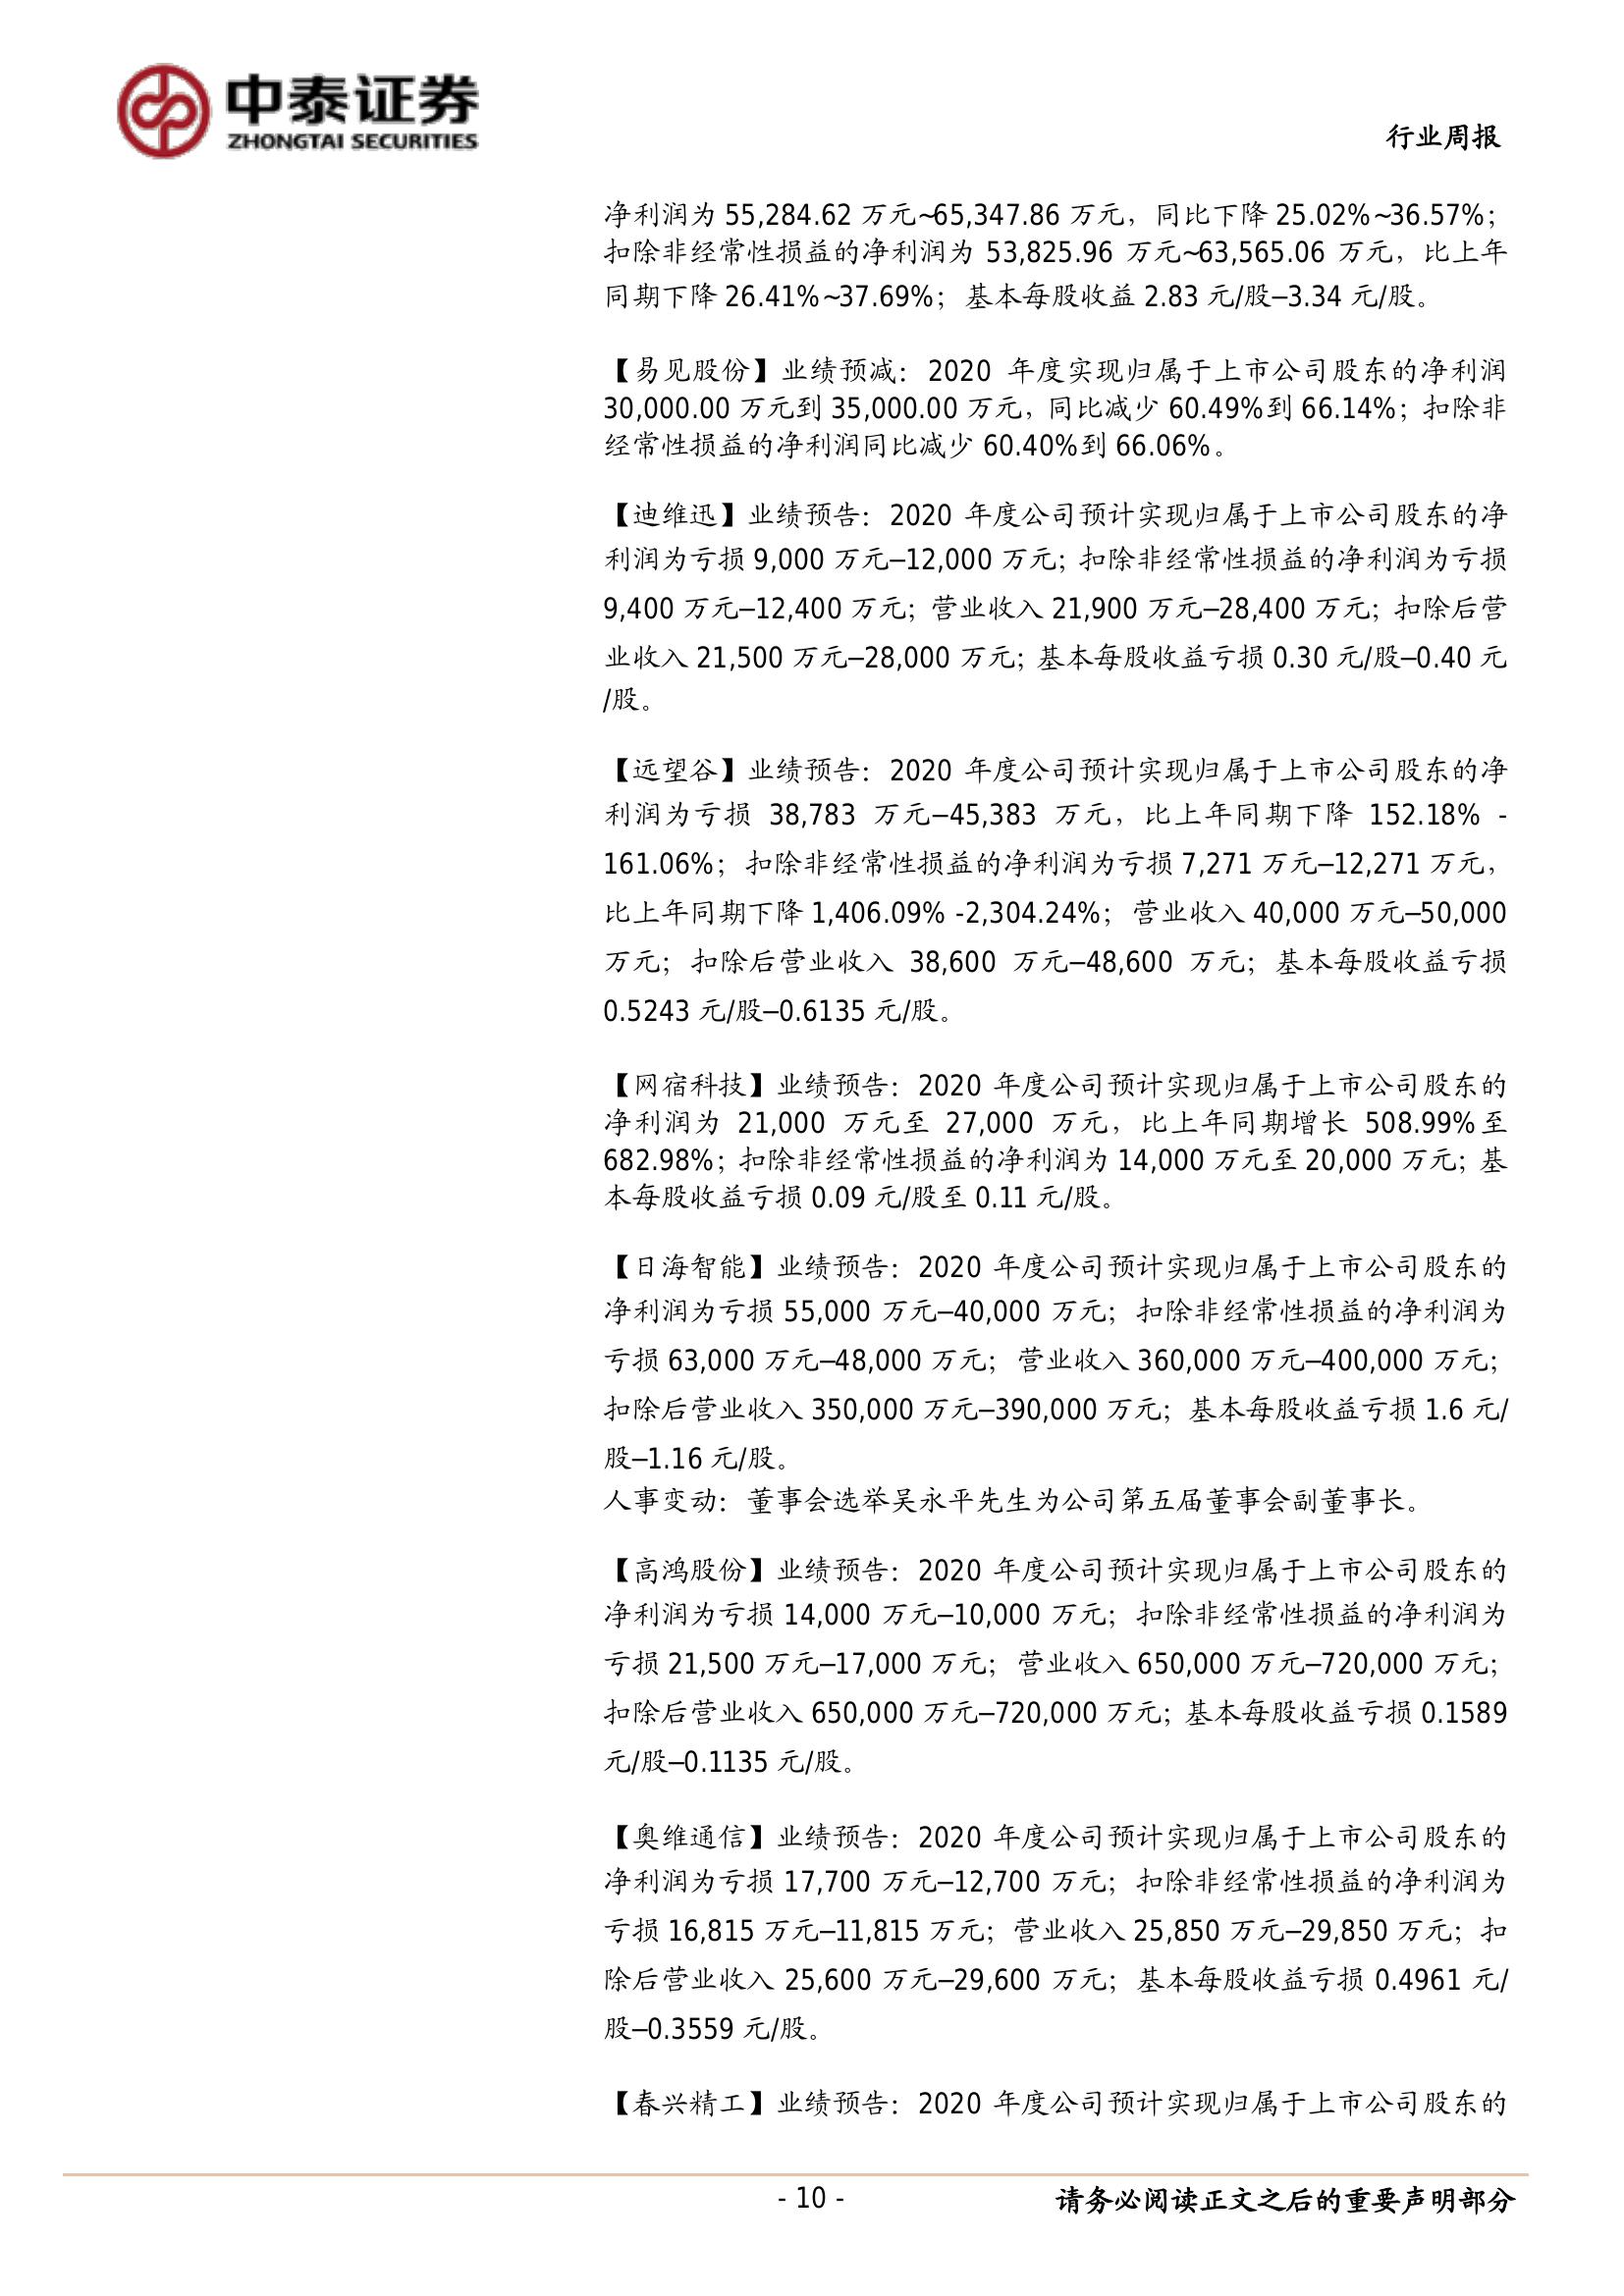 中泰证券
ZHONGTAI SECURITIES
行业周报
净利润为 55,284.62 万元~65,347.86 万元，同比下降 25.02%~36.57%；
扣除非经常性损益的净利润为 53,825.96 万元~63,565.06 万元，比上年
同期下降 26.41%~37.69%；基本每股收益 2.83 元/股–3.34 元/股。
【易见股份】业绩预减：2020 年度实现归属于上市公司股东的净利润
30,000.00 万元到 35,000.00 万元，同比减少 60.49%到 66.14%；扣除非
经常性损益的净利润同比减少 60.40%到 66.06%。
【迪维迅】业绩预告：2020 年度公司预计实现归属于上市公司股东的净
利润为亏损 9,000 万元–12,000 万元；扣除非经常性损益的净利润为亏损
9,400 万元–12,400 万元；营业收入 21,900 万元–28,400 万元；扣除后营
业收入 21,500 万元–28,000 万元；基本每股收益亏损 0.30 元/股–0.40 元
/股。
【远望谷】业绩预告：2020 年度公司预计实现归属于上市公司股东的净
利润为亏损 38,783 万元–45,383 万元，比上年同期下降 152.18% -
161.06%；扣除非经常性损益的净利润为亏损 7,271 万元–12,271 万元，
比上年同期下降 1,406.09% -2,304.24%；营业收入 40,000 万元–50,000
万元；扣除后营业收入 38,600 万元–48,600 万元；基本每股收益亏损
0.5243 元/股–0.6135 元/股。
【网宿科技】业绩预告：2020 年度公司预计实现归属于上市公司股东的
净利润为 21,000 万元至 27,000 万元，比上年同期增长 508.99%至
682.98%；扣除非经常性损益的净利润为 14,000 万元至 20,000 万元；基
本每股收益亏损 0.09 元/股至 0.11 元/股。
【日海智能】业绩预告：2020 年度公司预计实现归属于上市公司股东的
净利润为亏损 55,000 万元–40,000 万元；扣除非经常性损益的净利润为
亏损 63,000 万元–48,000 万元；营业收入 360,000 万元–400,000 万元；
扣除后营业收入 350,000 万元–390,000 万元；基本每股收益亏损 1.6 元/
股–1.16 元/股。
人事变动：董事会选举吴永平先生为公司第五届董事会副董事长。
【高鸿股份】业绩预告：2020 年度公司预计实现归属于上市公司股东的
净利润为亏损 14,000 万元–10,000 万元；扣除非经常性损益的净利润为
亏损 21,500 万元–17,000 万元；营业收入 650,000 万元–720,000 万元；
扣除后营业收入 650,000 万元–720,000 万元；基本每股收益亏损 0.1589
元/股–0.1135 元/股。
【奥维通信】业绩预告：2020 年度公司预计实现归属于上市公司股东的
净利润为亏损 17,700 万元–12,700 万元；扣除非经常性损益的净利润为
亏损 16,815 万元–11,815 万元；营业收入 25,850 万元–29,850 万元；扣
除后营业收入 25,600 万元–29,600 万元；基本每股收益亏损 0.4961 元/
股–0.3559 元/股。
【春兴精工】业绩预告：2020 年度公司预计实现归属于上市公司股东的
- 10 -
请务必阅读正文之后的重要声明部分